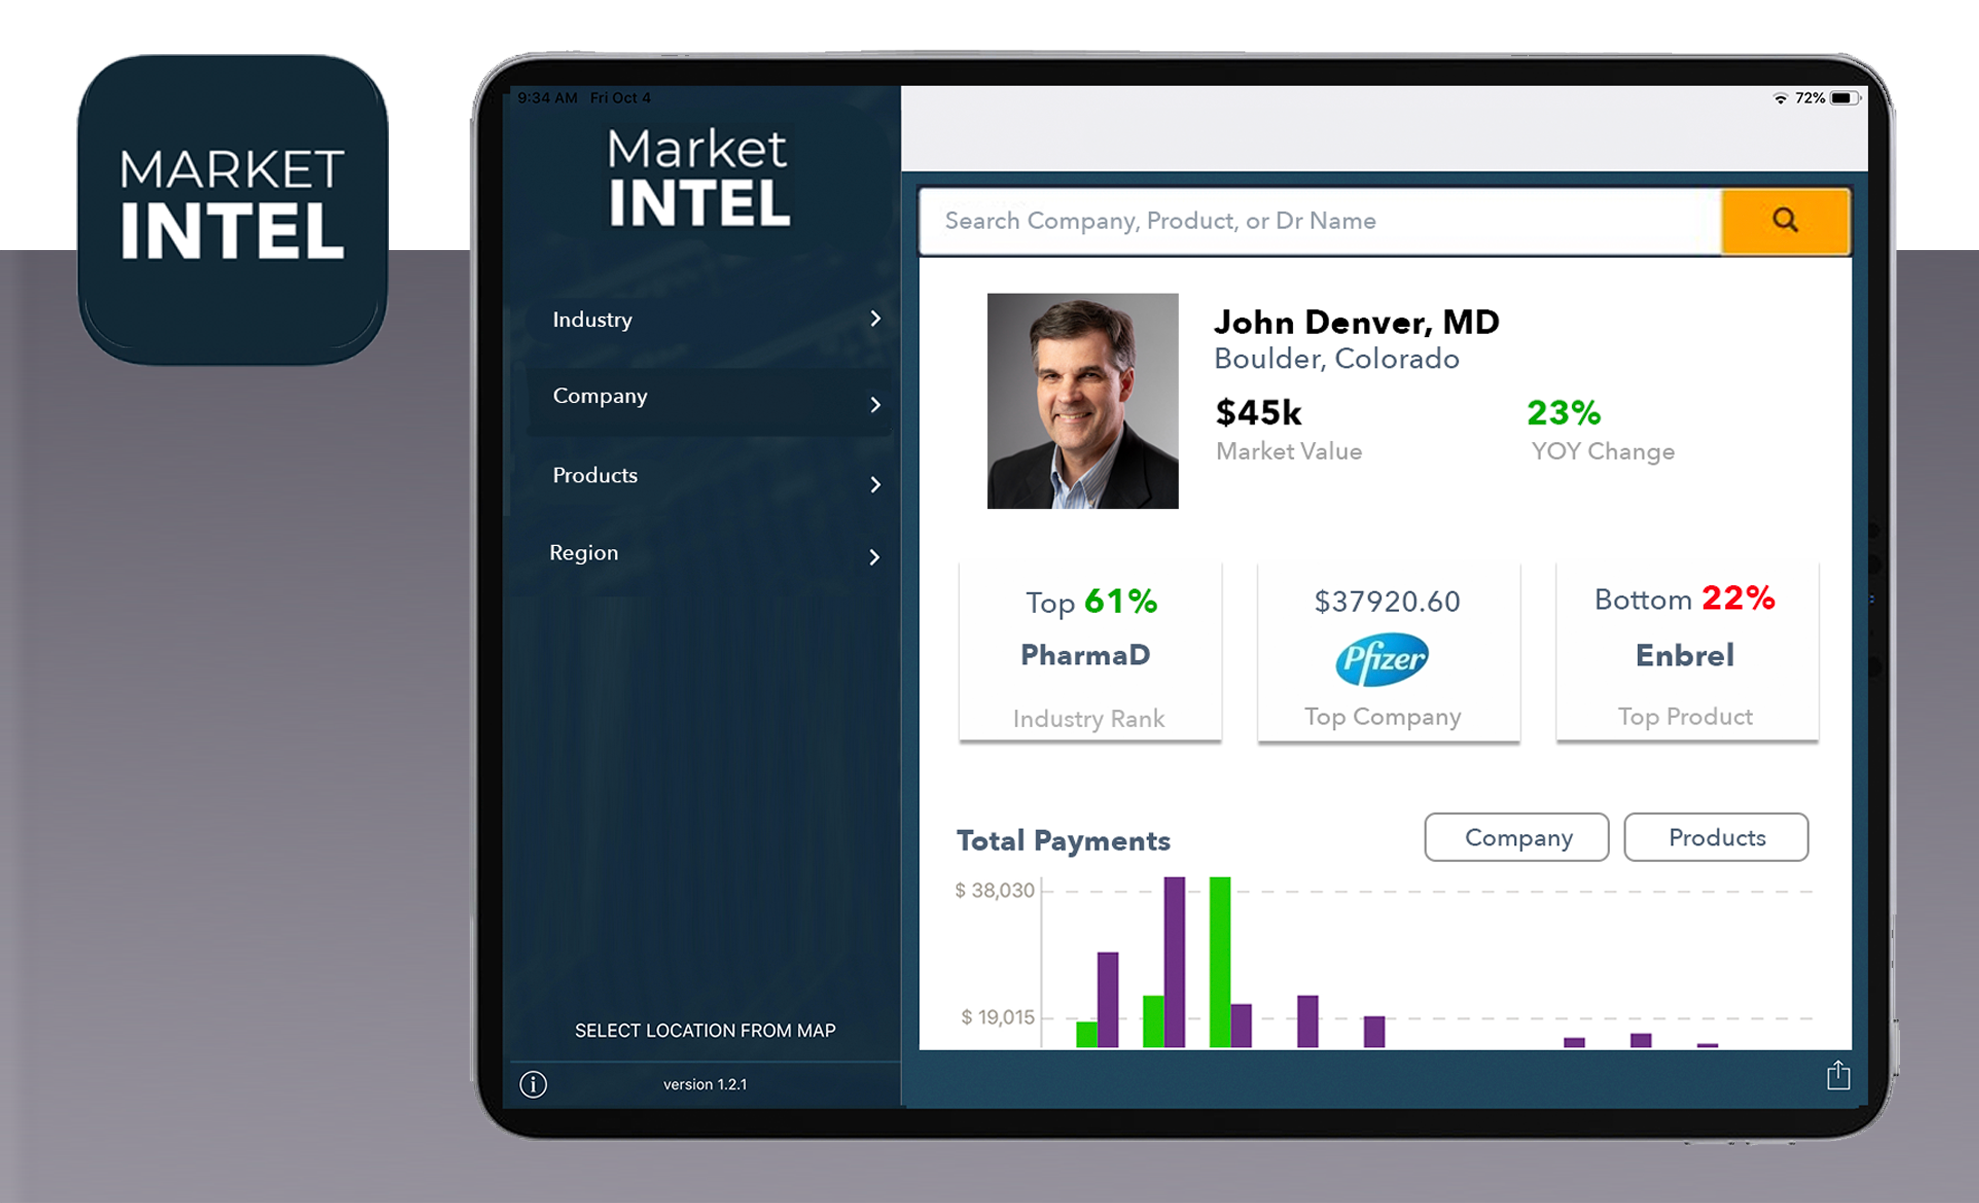 MARKET
INTEL
9:34 AM Fri Oct 4
72%
Market
INTEL
Industry
Company
Products
Region
SELECT LOCATION FROM MAP
version 1.2.1
Search Company, Product, or Dr Name
John Denver, MD
Boulder, Colorado
$45k
23%
Market Value
YOY Change
Top 61%
PharmaD
Industry Rank
$37920.60
Pfizer
Top Company
Bottom 22%
Enbrel
Top Product
Total Payments
Company
Products
$ 38,030
$ 19,015